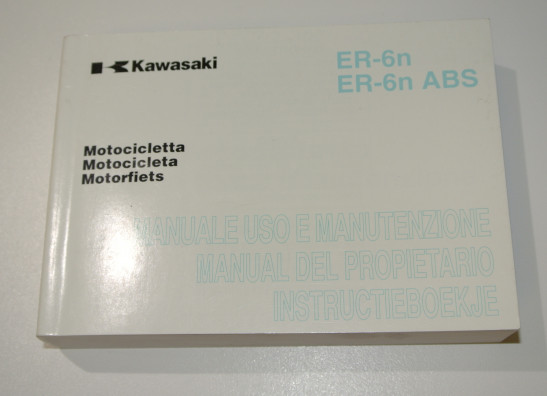 Kawasaki
ER-6n
ER-6n ABS
Motocicletta
Motocicleta
Motorfiets
MANUALE USO E MANUTENZIONE
MANUAL DEL PROPIETARIO
INSTRUCTIEBOEKJE